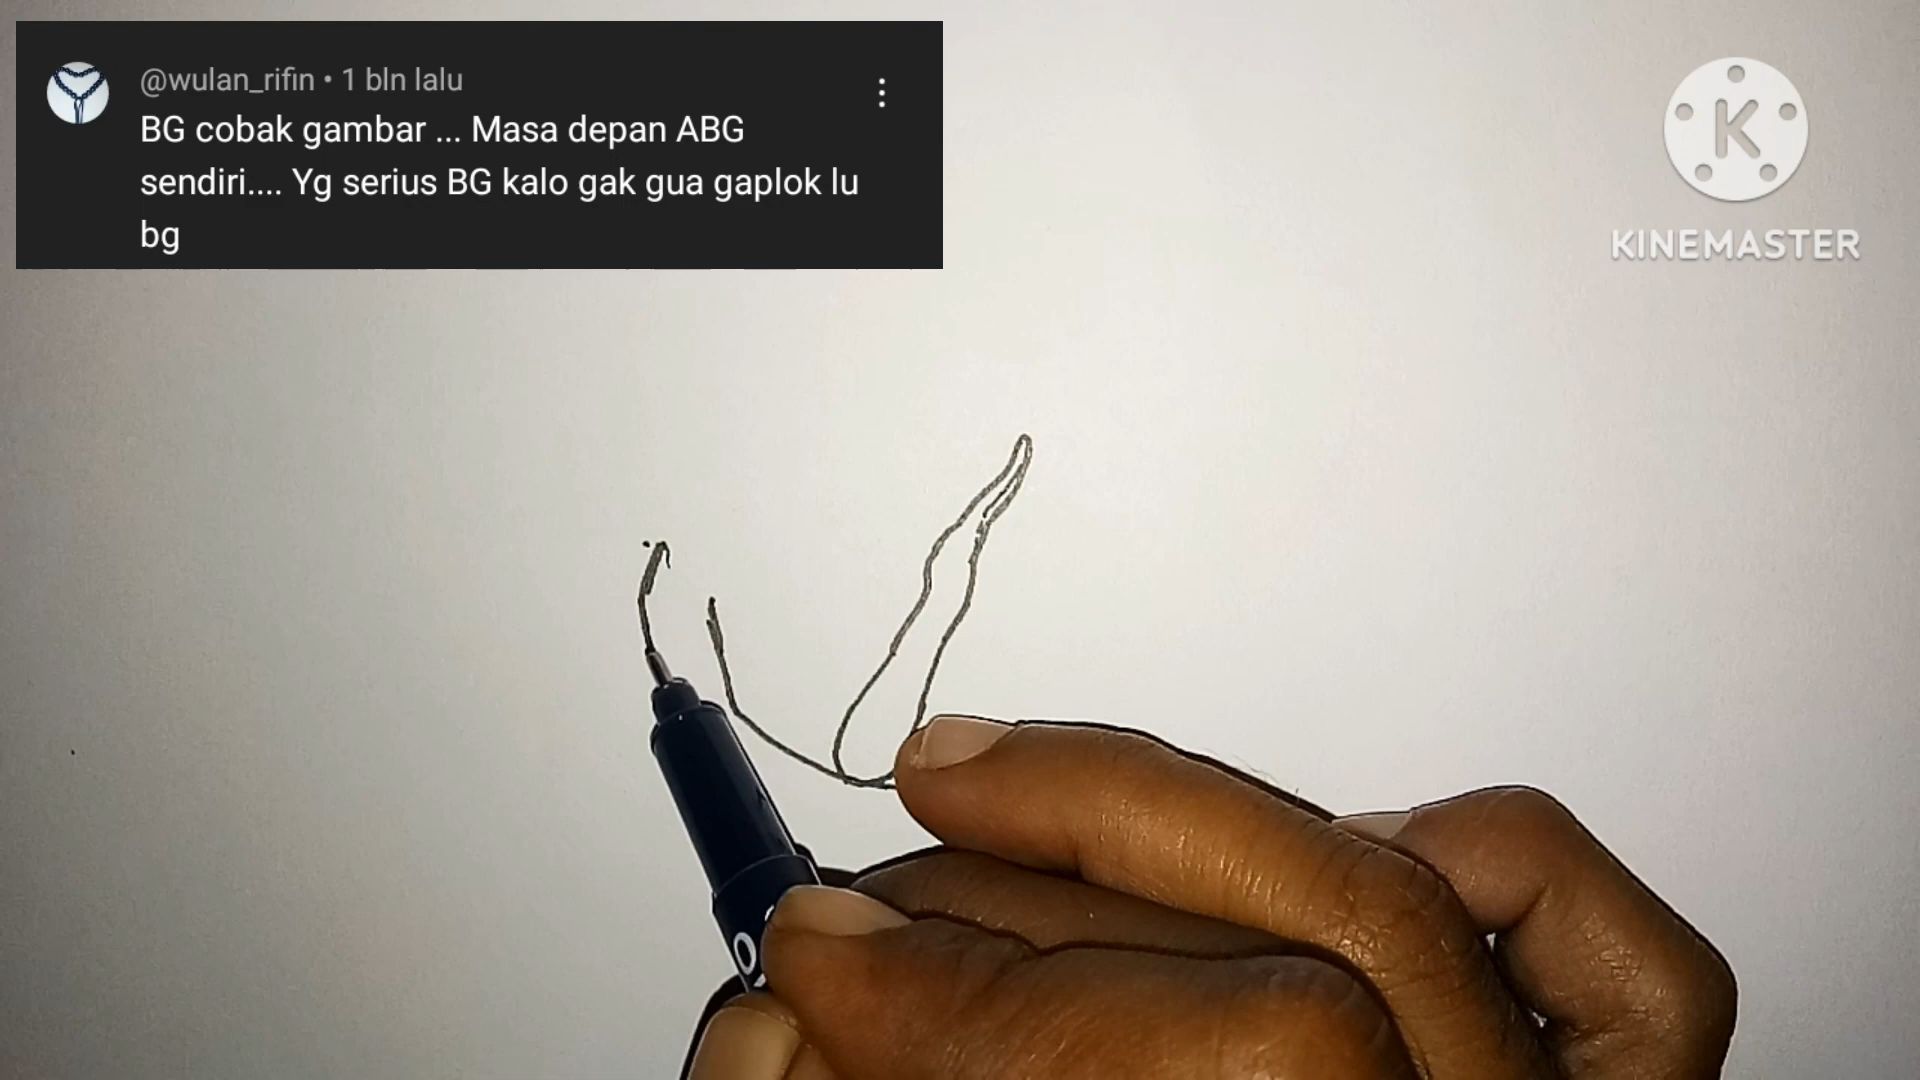 @wulan_rifin • 1 bln lalu
BG cobak gambar ... Masa depan ABG
sendiri.... Yg serius BG kalo gak gua gaplok lu
bg
K
KINEMASTER
0